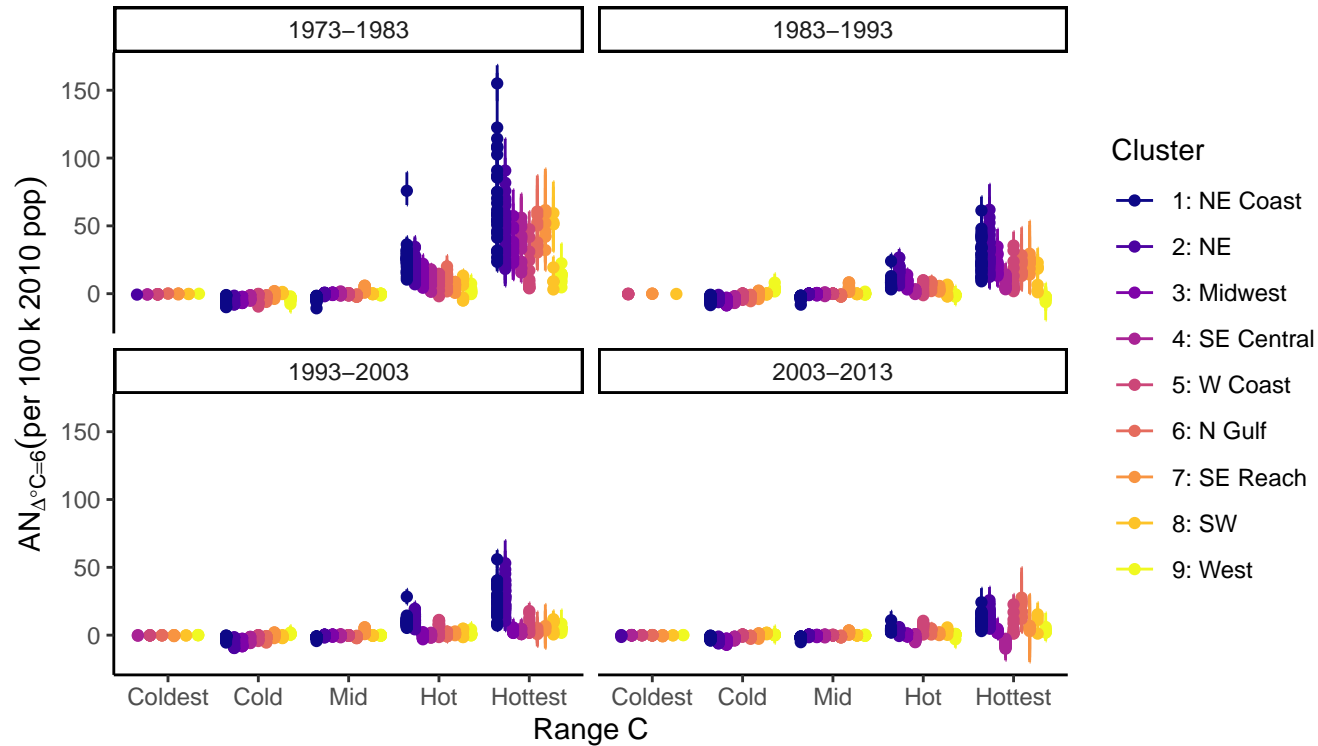 1973–1983
1983–1993
150
100
50
0
1993–2003
2003–2013
150
100
50
0
Coldest Cold Mid Hot Hottest
Coldest Cold Mid Hot Hottest
Range C
AN Δ°C=6 (per 100 k 2010 pop)
Cluster
1: NE Coast
2: NE
3: Midwest
4: SE Central
5: W Coast
6: N Gulf
7: SE Reach
8: SW
9: West